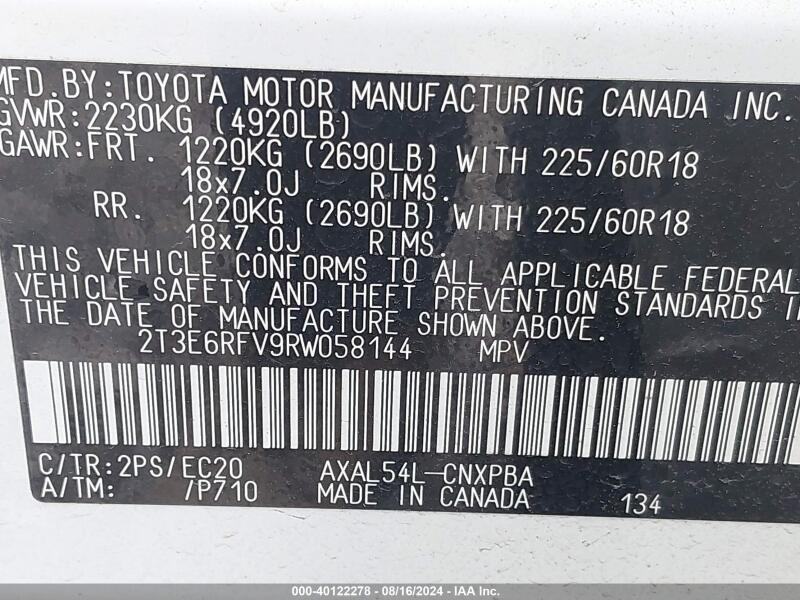 MFD.BY:TOYOTA MOTOR MANUFACTURING CANADA INC.
GVWR:2230KG (4920LB)
GAWR:FRT. 1220KG (2690LB) WITH 225/60R18
18x7.0J RIMS.
RR. 1220KG (2690LB) WITH 225/60R18
18x7.0J RIMS.
THIS VEHICLE CONFORMS TO ALL APPLICABLE FEDERAL
VEHICLE SAFETY AND THEFT PREVENTION STANDARDS IN
THE DATE OF MANUFACTURE SHOWN ABOVE.
2T3E6RFV9RW058144 MPV
C/TR:2PS/EC20 AXAL54L-CNXPBA
A/TM: /P710 MADE IN CANADA 134
000-40122278 - 08/16/2024 - IAA Inc.